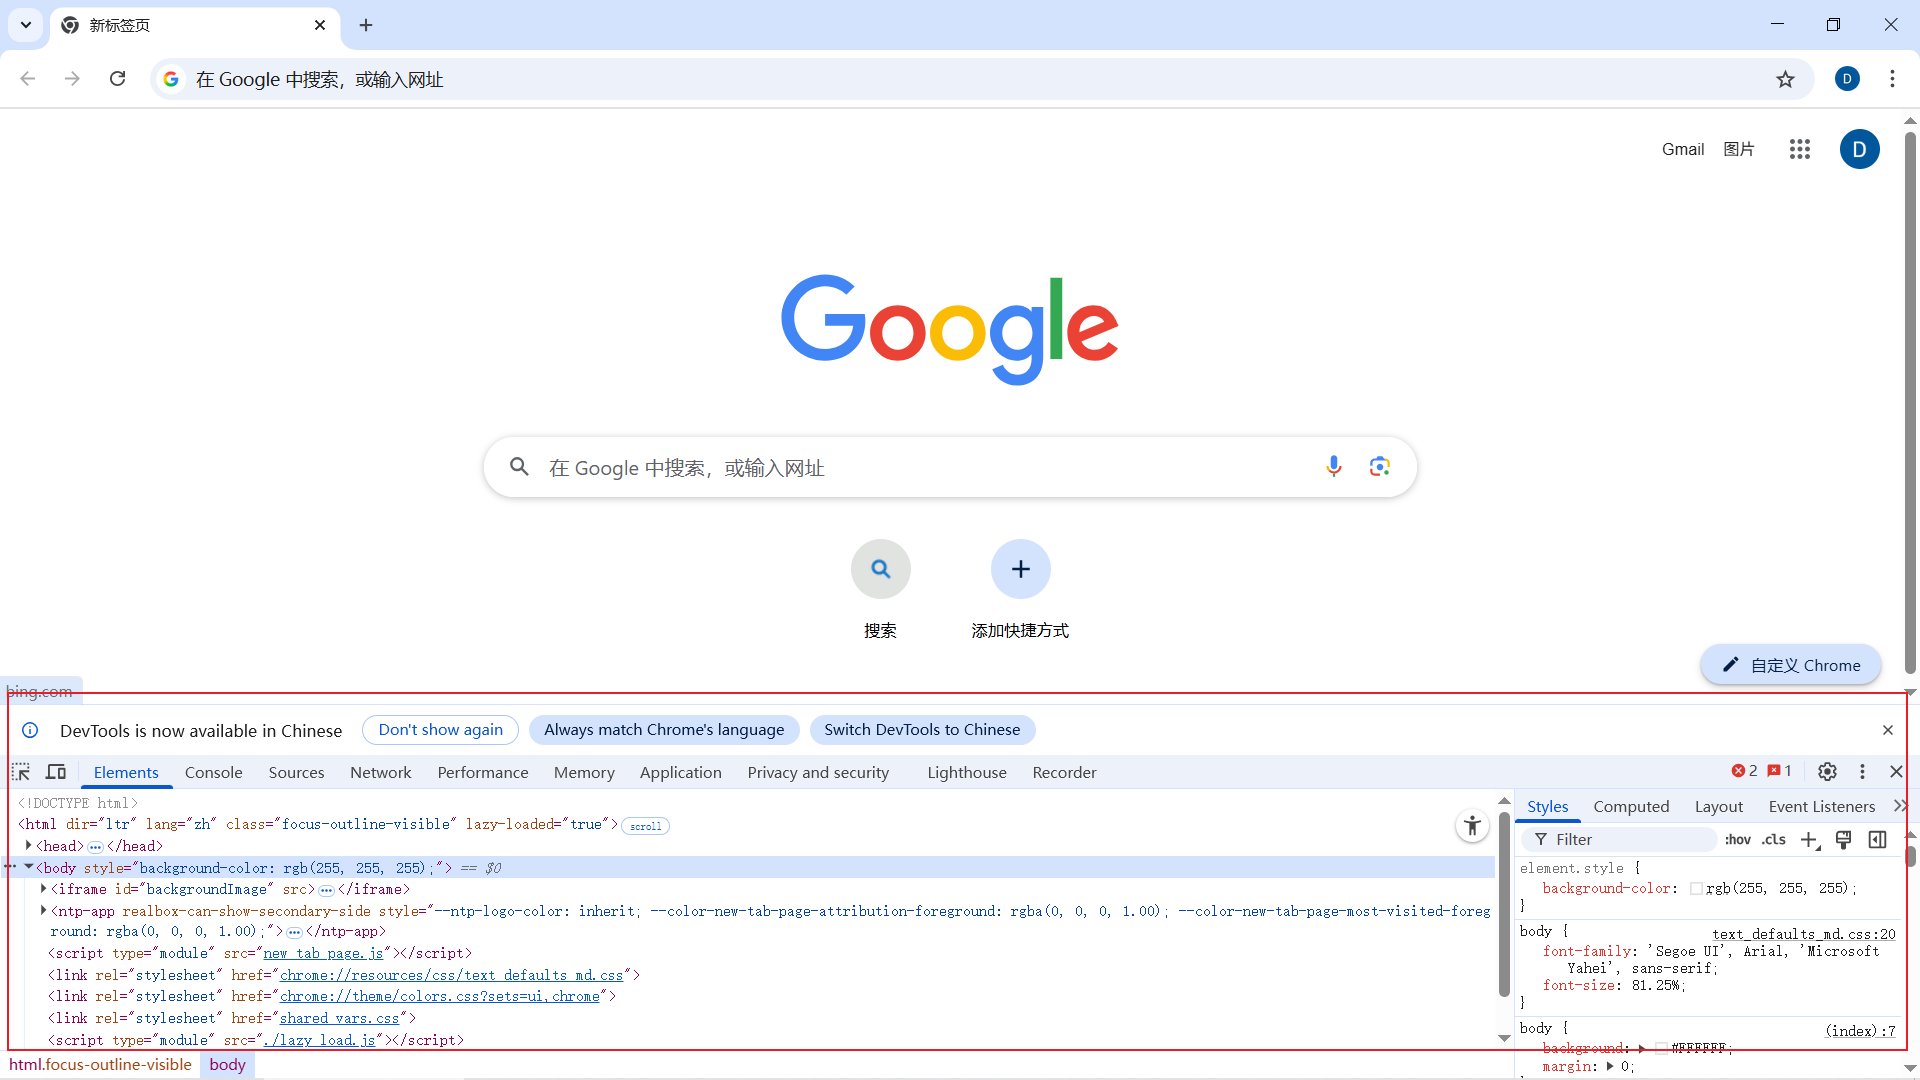 新标签页
在 Google 中搜索，或输入网址
D
Gmail 图片 D
Google
在 Google 中搜索，或输入网址
搜索 添加快捷方式
自定义 Chrome
bing.com
DevTools is now available in Chinese Don't show again Always match Chrome's language Switch DevTools to Chinese
Elements Console Sources Network Performance Memory Application Privacy and security Lighthouse Recorder 2 1
<!DOCTYPE html>
<html dir="ltr" lang="zh" class="focus-outline-visible" lazy-loaded="true"> scroll
<head>…</head>
<body style="background-color: rgb(255, 255, 255);"> == $0
<iframe id="backgroundImage" src>…</iframe>
<ntp-app realbox-can-show-secondary-side style="--ntp-logo-color: inherit; --color-new-tab-page-attribution-foreground: rgba(0, 0, 0, 1.00); --color-new-tab-page-most-visited-foreg
round: rgba(0, 0, 0, 1.00);">…</ntp-app>
<script type="module" src="new_tab_page.js"></script>
<link rel="stylesheet" href="chrome://resources/css/text_defaults_md.css">
<link rel="stylesheet" href="chrome://theme/colors.css?sets=ui,chrome">
<link rel="stylesheet" href="shared_vars.css">
<script type="module" src="./lazy_load.js"></script>
html.focus-outline-visible body
Styles Computed Layout Event Listeners
Filter :hov .cls
element.style {
background-color: rgb(255, 255, 255);
}
body { text_defaults_md.css:20
font-family: 'Segoe UI', Arial, 'Microsoft
Yahei', sans-serif;
font-size: 81.25%;
}
body { (index):7
background: #FFFFFF;
margin: 0;